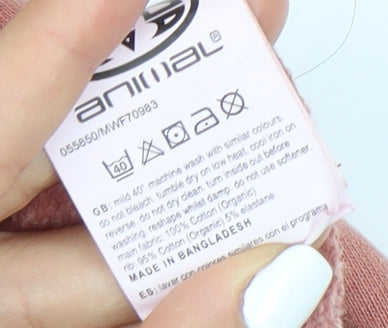 animal®
055850/MWF70983
40
GB: mild 40° machine wash with similar colours.
do not bleach. tumble dry on low heat. cool iron on
reverse. do not dry clean. turn inside out before
washing. reshape whilst damp. do not use softener.
main fabric: 100% Cotton (Organic)
rib: 95% Cotton (Organic) 5% elastane
MADE IN BANGLADESH
ES: lavar con colores similares con el programa